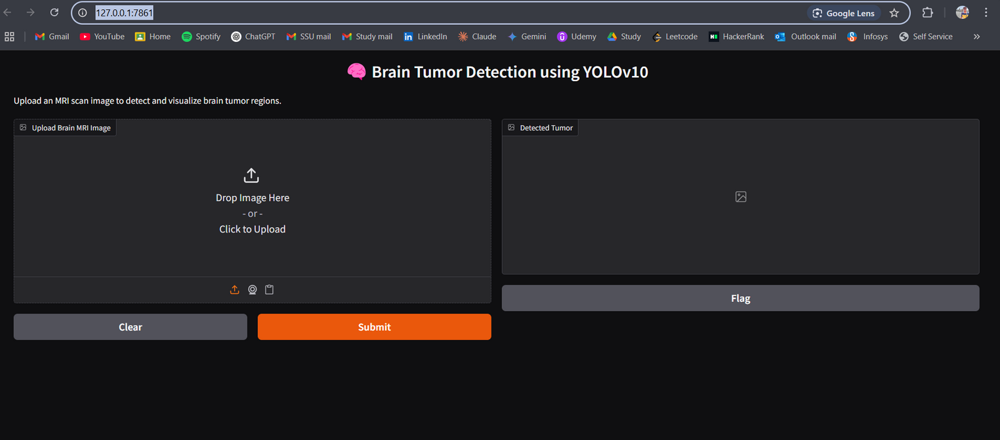 127.0.0.1:7861
Google Lens
Gmail YouTube Home Spotify ChatGPT SSU mail Study mail LinkedIn Claude Gemini Udemy Study Leetcode HackerRank Outlook mail Infosys Self Service »
🧠 Brain Tumor Detection using YOLOv10
Upload an MRI scan image to detect and visualize brain tumor regions.
Upload Brain MRI Image
Drop Image Here
- or -
Click to Upload
Clear
Submit
Detected Tumor
Flag